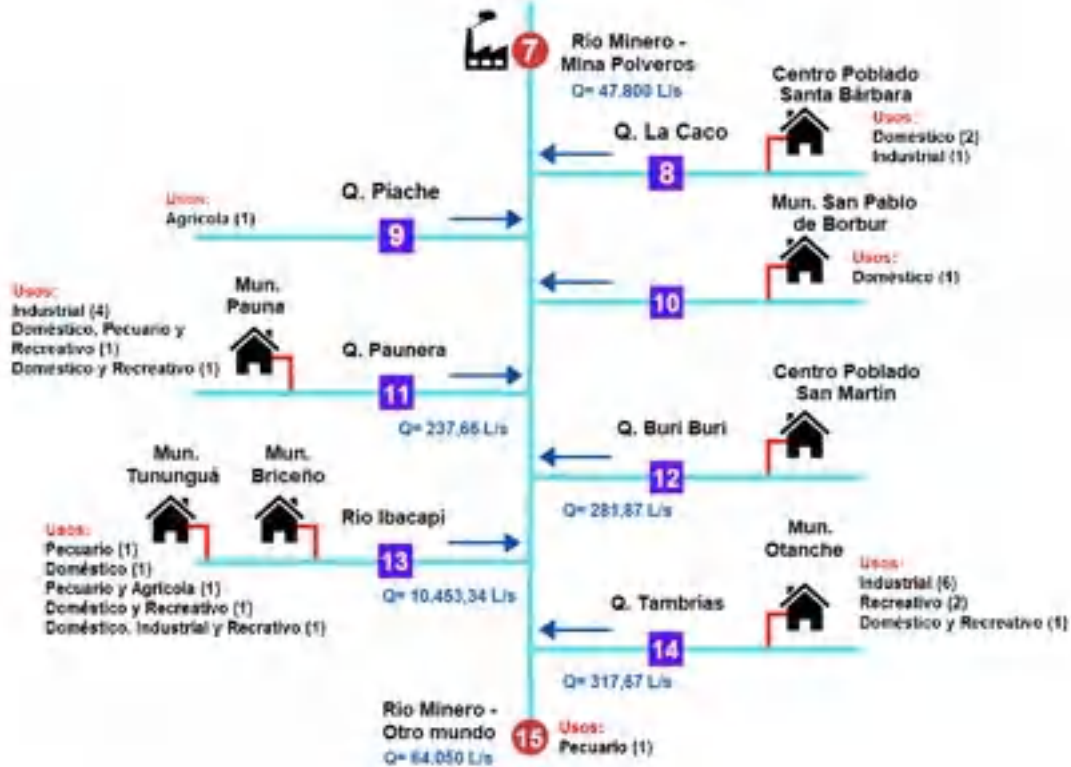 7
Río Minero -
Mina Polveros
Q= 47.800 L/s
Centro Poblado
Santa Bárbara
Usos:
Doméstico (2)
Industrial (1)
Q. La Caco
8
Q. Piache
Usos:
Agrícola (1)
9
Mun. San Pablo
de Borbur
Usos:
Doméstico (1)
10
Usos:
Industrial (4)
Doméstico, Pecuario y
Recreativo (1)
Doméstico y Recreativo (1)
Mun.
Pauna
Q. Paunera
11
Q= 237,66 L/s
Centro Poblado
San Martín
Q. Buri Buri
12
Q= 281,87 L/s
Mun.
Tununguá
Mun.
Briceño
Río Ibacapi
13
Q= 10.453,34 L/s
Usos:
Pecuario (1)
Doméstico (1)
Pecuario y Agrícola (1)
Doméstico y Recreativo (1)
Doméstico, Industrial y Recrativo (1)
Mun.
Otanche
Usos:
Industrial (6)
Recreativo (2)
Doméstico y Recreativo (1)
Q. Tambrias
14
Q= 317,67 L/s
Río Minero -
Otro mundo
Q= 64.050 L/s
15
Usos:
Pecuario (1)